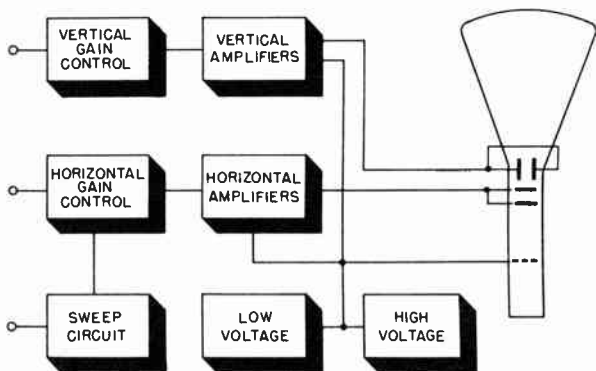 VERTICAL
GAIN
CONTROL
VERTICAL
AMPLIFIERS
HORIZONTAL
GAIN
CONTROL
HORIZONTAL
AMPLIFIERS
SWEEP
CIRCUIT
LOW
VOLTAGE
HIGH
VOLTAGE